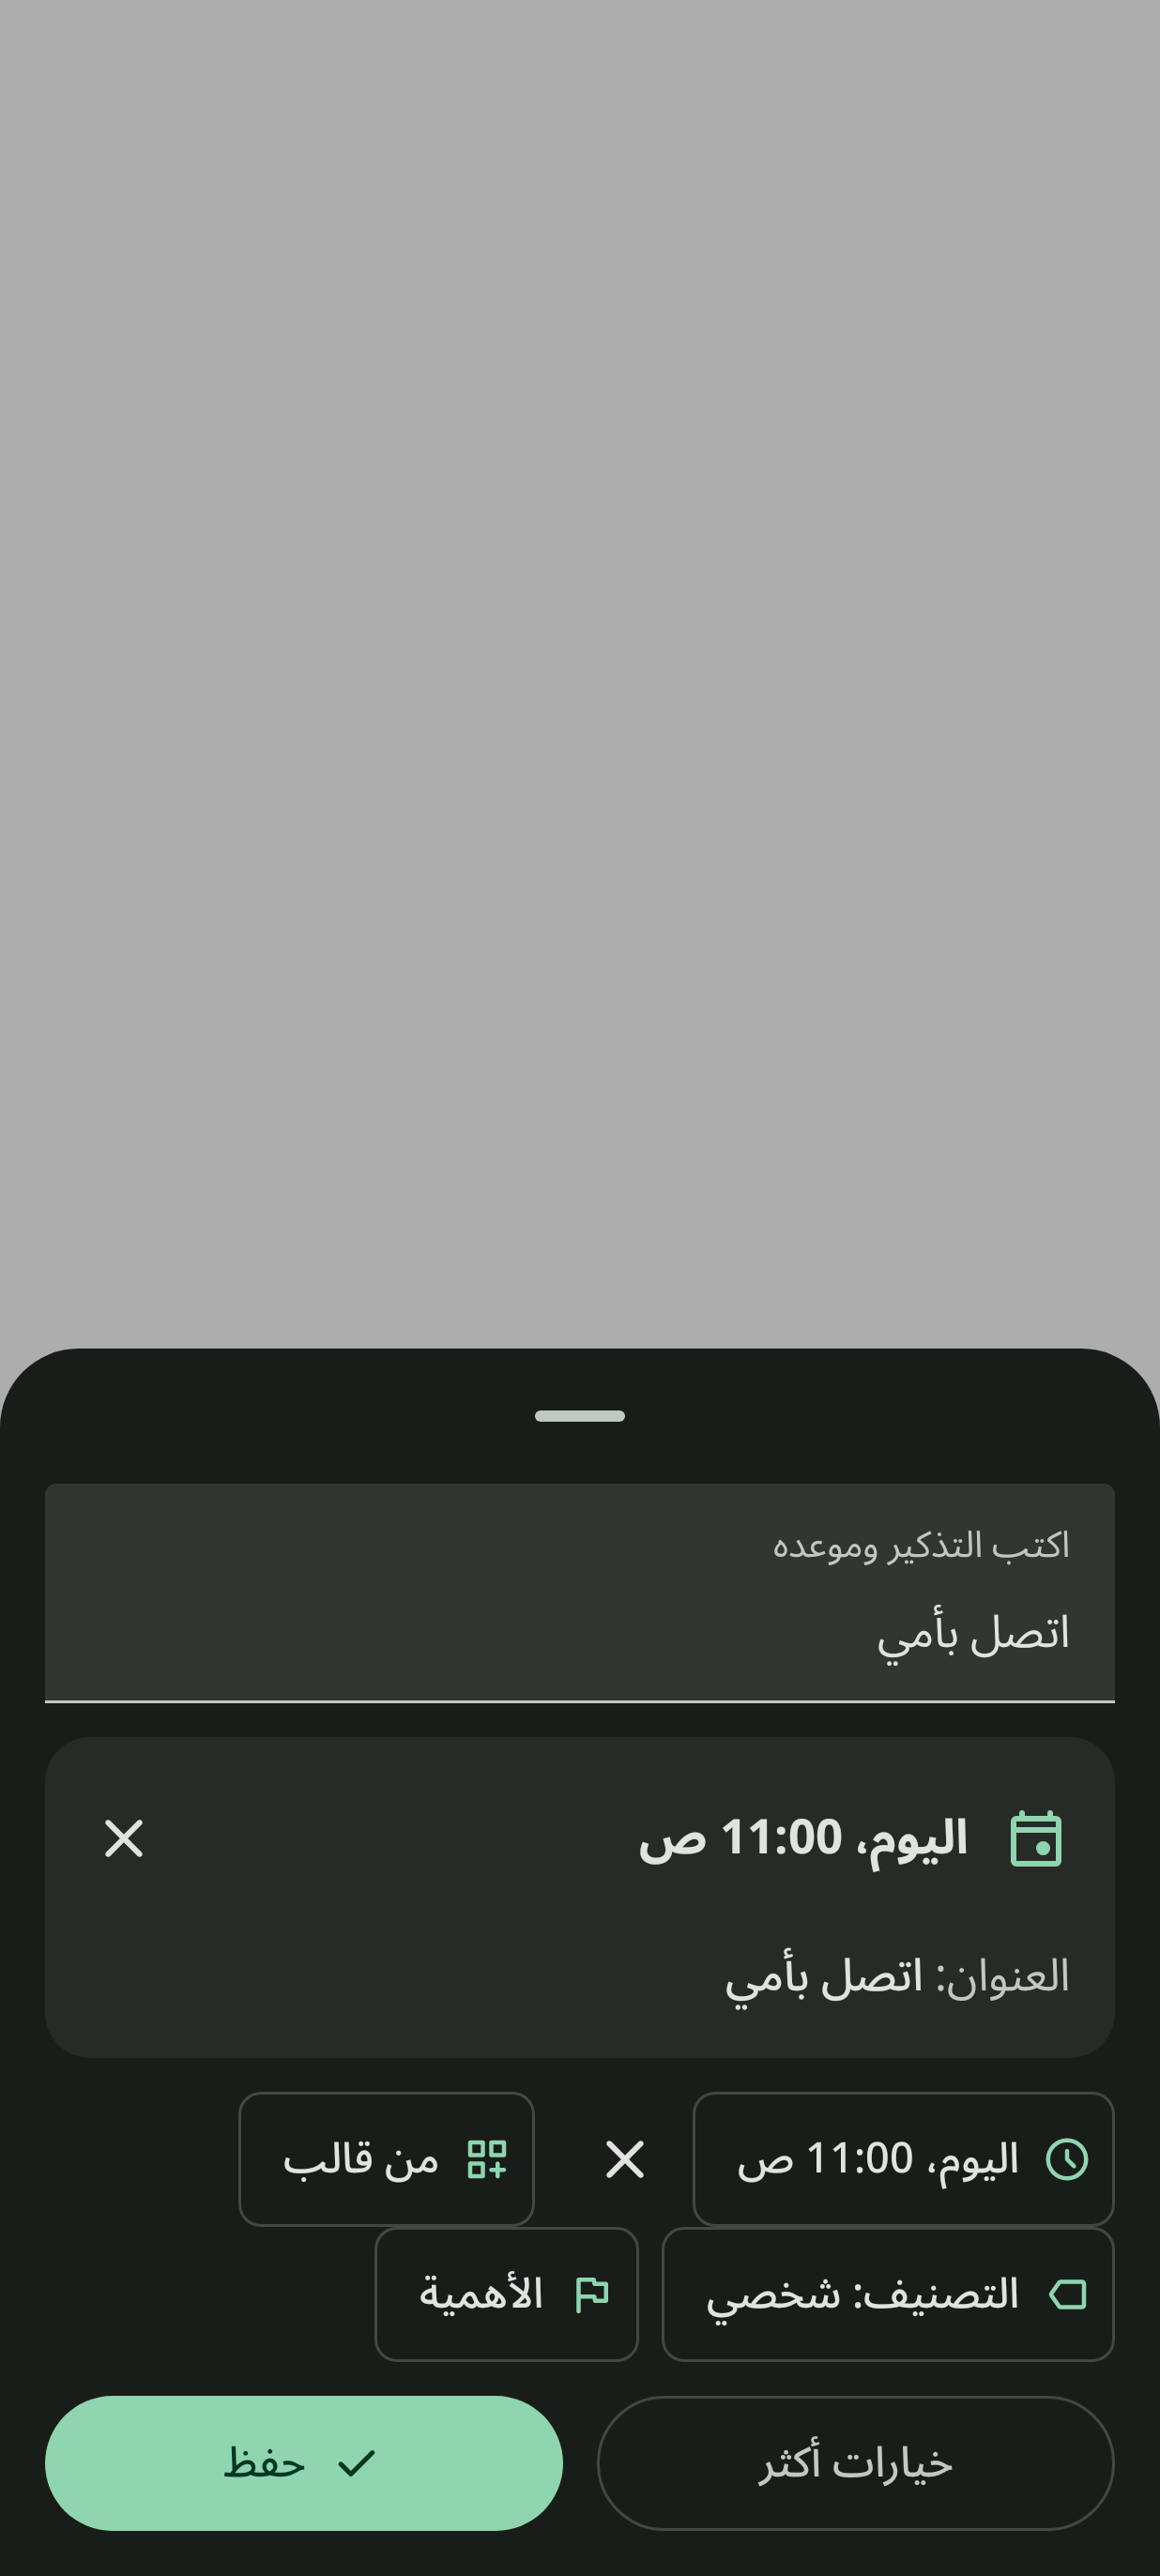 اكتب التذكير وموعده
اتصل بأمي
اليوم، 11:00 ص
العنوان: اتصل بأمي
اليوم، 11:00 ص
من قالب
التصنيف: شخصي
الأهمية
خيارات أكثر
حفظ